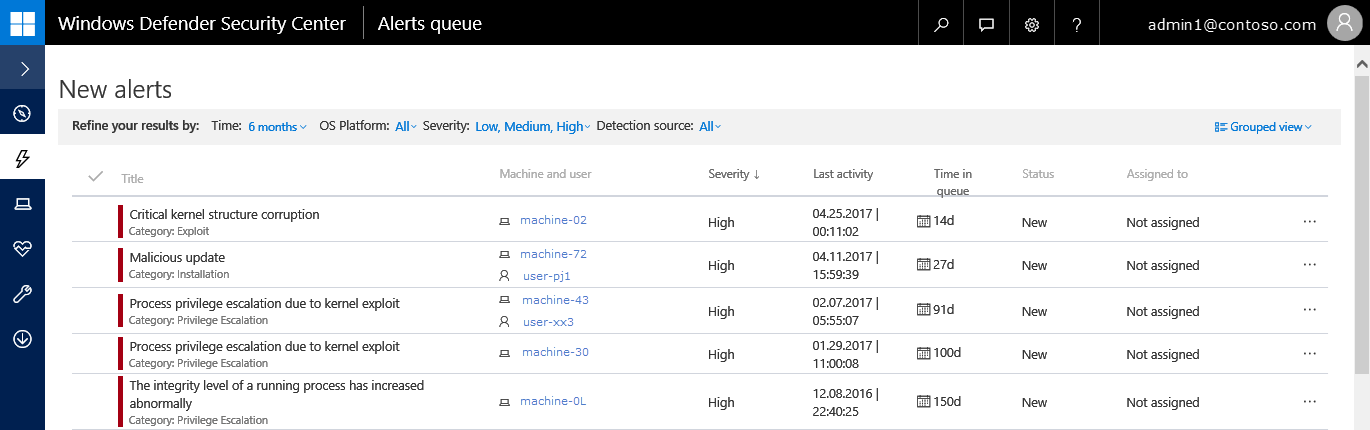 Windows Defender Security Center Alerts queue ? admin1@contoso.com
New alerts
Refine your results by: Time: 6 months OS Platform: All Severity: Low, Medium, High Detection source: All Grouped view
Title Machine and user Severity ↓ Last activity Time in queue Status Assigned to
Critical kernel structure corruption
Category: Exploit
machine-02 High 04.25.2017 | 00:11:02 14d New Not assigned ...
Malicious update
Category: Installation
machine-72
user-pj1
High 04.11.2017 | 15:59:39 27d New Not assigned ...
Process privilege escalation due to kernel exploit
Category: Privilege Escalation
machine-43
user-xx3
High 02.07.2017 | 05:55:07 91d New Not assigned ...
Process privilege escalation due to kernel exploit
Category: Privilege Escalation
machine-30 High 01.29.2017 | 11:00:08 100d New Not assigned ...
The integrity level of a running process has increased
abnormally
Category: Privilege Escalation
machine-0L High 12.08.2016 | 22:40:25 150d New Not assigned ...